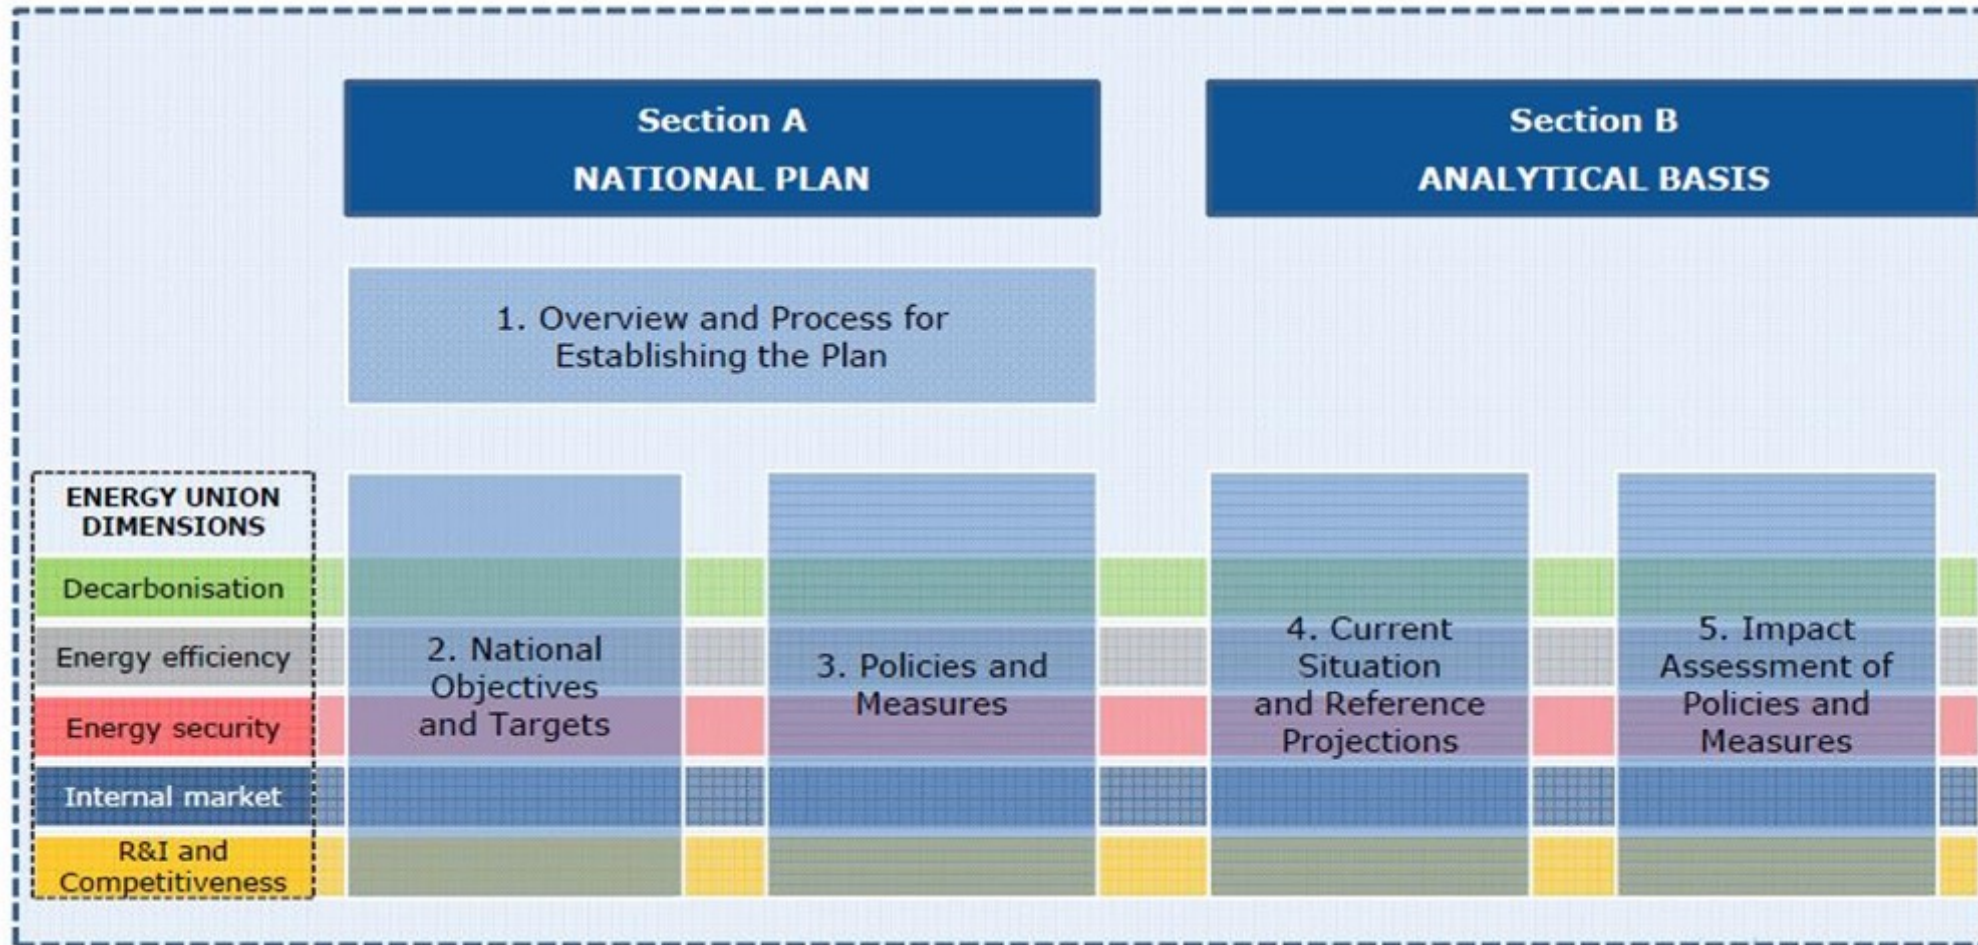 Section A
NATIONAL PLAN
Section B
ANALYTICAL BASIS
1. Overview and Process for
Establishing the Plan
ENERGY UNION
DIMENSIONS
Decarbonisation
Energy efficiency
Energy security
Internal market
R&I and
Competitiveness
2. National
Objectives
and Targets
3. Policies and
Measures
4. Current
Situation
and Reference
Projections
5. Impact
Assessment of
Policies and
Measures